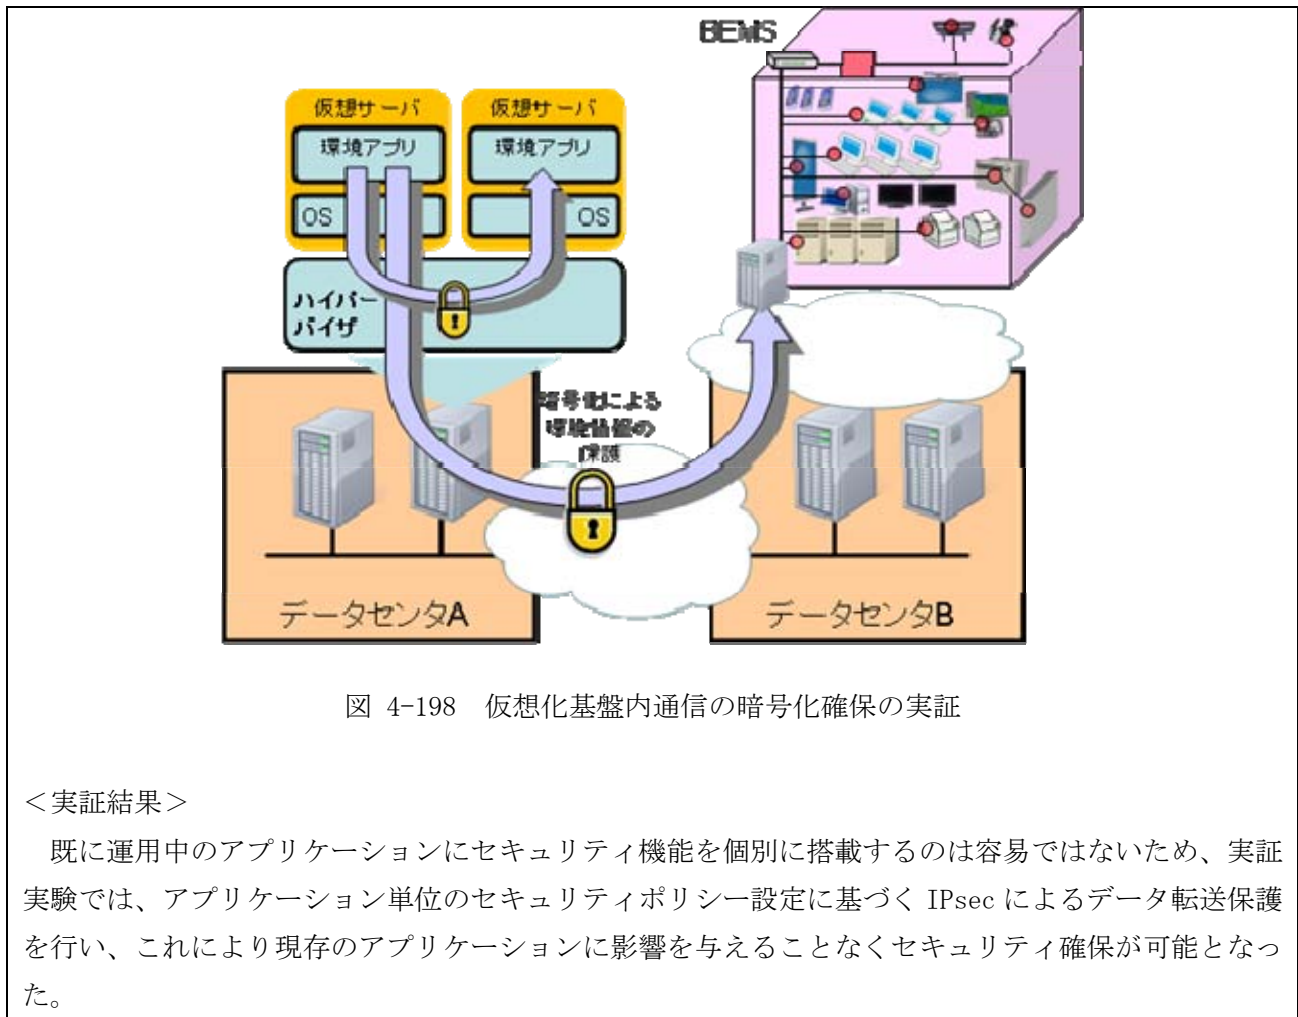 BEMS
仮想サーバ
仮想サーバ
環境アプリ
環境アプリ
OS
OS
ハイパー
バイザ
暗号化による
環境情報の
保護
データセンタA
データセンタB
図 4-198　仮想化基盤内通信の暗号化確保の実証
＜実証結果＞
　既に運用中のアプリケーションにセキュリティ機能を個別に搭載するのは容易ではないため、実証
実験では、アプリケーション単位のセキュリティポリシー設定に基づく IPsec によるデータ転送保護
を行い、これにより現存のアプリケーションに影響を与えることなくセキュリティ確保が可能となっ
た。